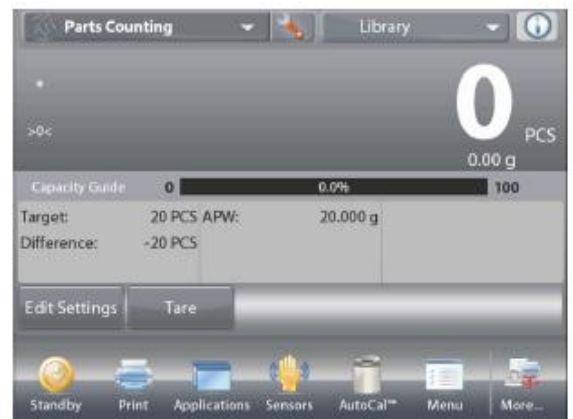 Parts Counting Library
0 PCS
>0<
0.00 g
Capacity Guide 0 0.0% 100
Target: 20 PCS APW: 20.000 g
Difference: -20 PCS
Edit Settings Tare
Standby Print Applications Sensors AutoCal™ Menu More...